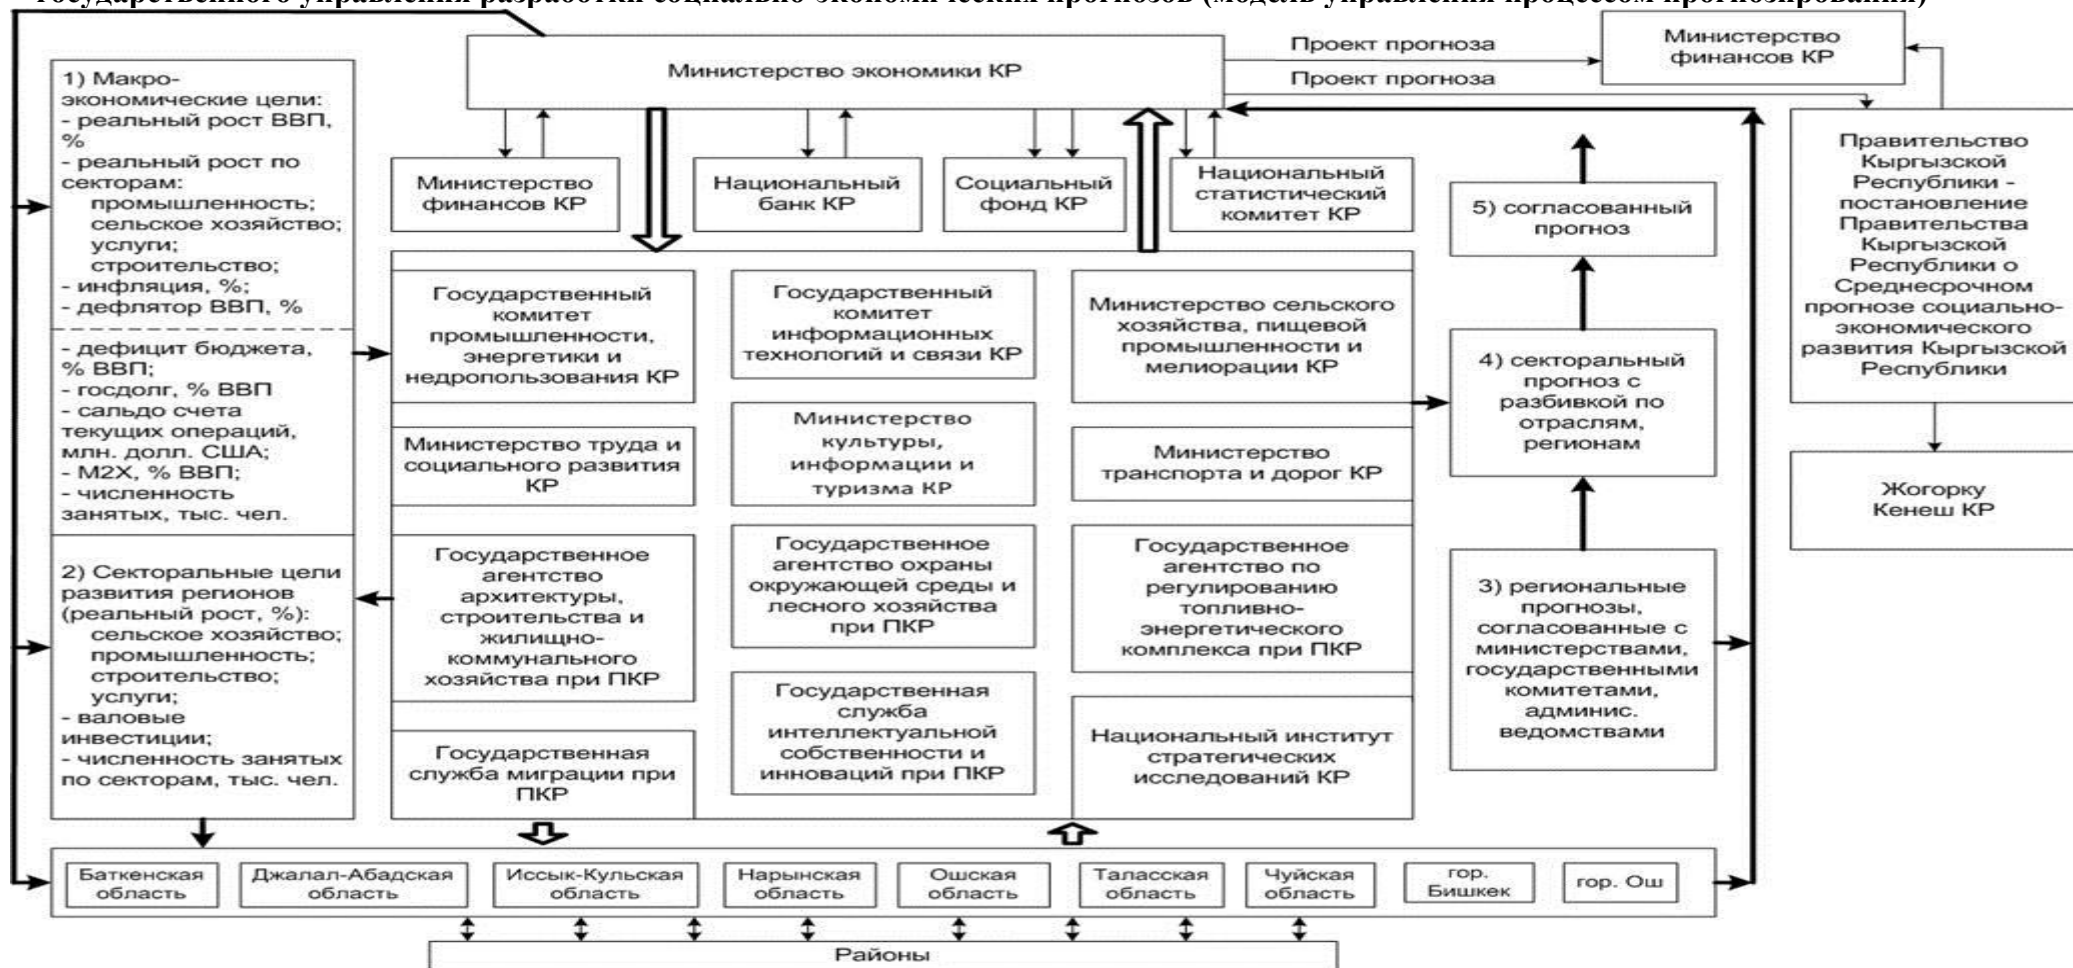 государственного управления разработки социально-экономических прогнозов (модель управления процессом прогнозирования)
Министерство экономики КР
Проект прогноза
Проект прогноза
Министерство
финансов КР
1) Макро-
экономические цели:
- реальный рост ВВП,
%
- реальный рост по
секторам:
промышленность;
сельское хозяйство;
услуги;
строительство;
- инфляция, %;
- дефлятор ВВП, %
- дефицит бюджета,
% ВВП;
- госдолг, % ВВП
- сальдо счета
текущих операций,
млн. долл. США;
- М2Х, % ВВП;
- численность
занятых, тыс. чел.
2) Секторальные цели
развития регионов
(реальный рост, %):
сельское хозяйство;
промышленность;
строительство;
услуги;
- валовые
инвестиции;
- численность занятых
по секторам, тыс. чел.
Министерство
финансов КР
Национальный
банк КР
Социальный
фонд КР
Национальный
статистический
комитет КР
Государственный
комитет
промышленности,
энергетики и
недропользования КР
Государственный
комитет
информационных
технологий и связи КР
Министерство сельского
хозяйства, пищевой
промышленности и
мелиорации КР
Министерство труда и
социального развития
КР
Министерство
культуры,
информации и
туризма КР
Министерство
транспорта и дорог КР
Государственное
агентство
архитектуры,
строительства и
жилищно-
коммунального
хозяйства при ПКР
Государственное
агентство охраны
окружающей среды и
лесного хозяйства
при ПКР
Государственное
агентство по
регулированию
топливно-
энергетического
комплекса при ПКР
Государственная
служба миграции при
ПКР
Государственная
служба
интеллектуальной
собственности и
инноваций при ПКР
Национальный институт
стратегических
исследований КР
5) согласованный
прогноз
4) секторальный
прогноз с
разбивкой по
отраслям,
регионам
3) региональные
прогнозы,
согласованные с
министерствами,
государственными
комитетами,
админис.
ведомствами
Правительство
Кыргызской
Республики -
постановление
Правительства
Кыргызской
Республики о
Среднесрочном
прогнозе социально-
экономического
развития Кыргызской
Республики
Жогорку
Кенеш КР
Баткенская
область
Джалал-Абадская
область
Иссык-Кульская
область
Нарынская
область
Ошская
область
Таласская
область
Чуйская
область
гор.
Бишкек
гор. Ош
Районы